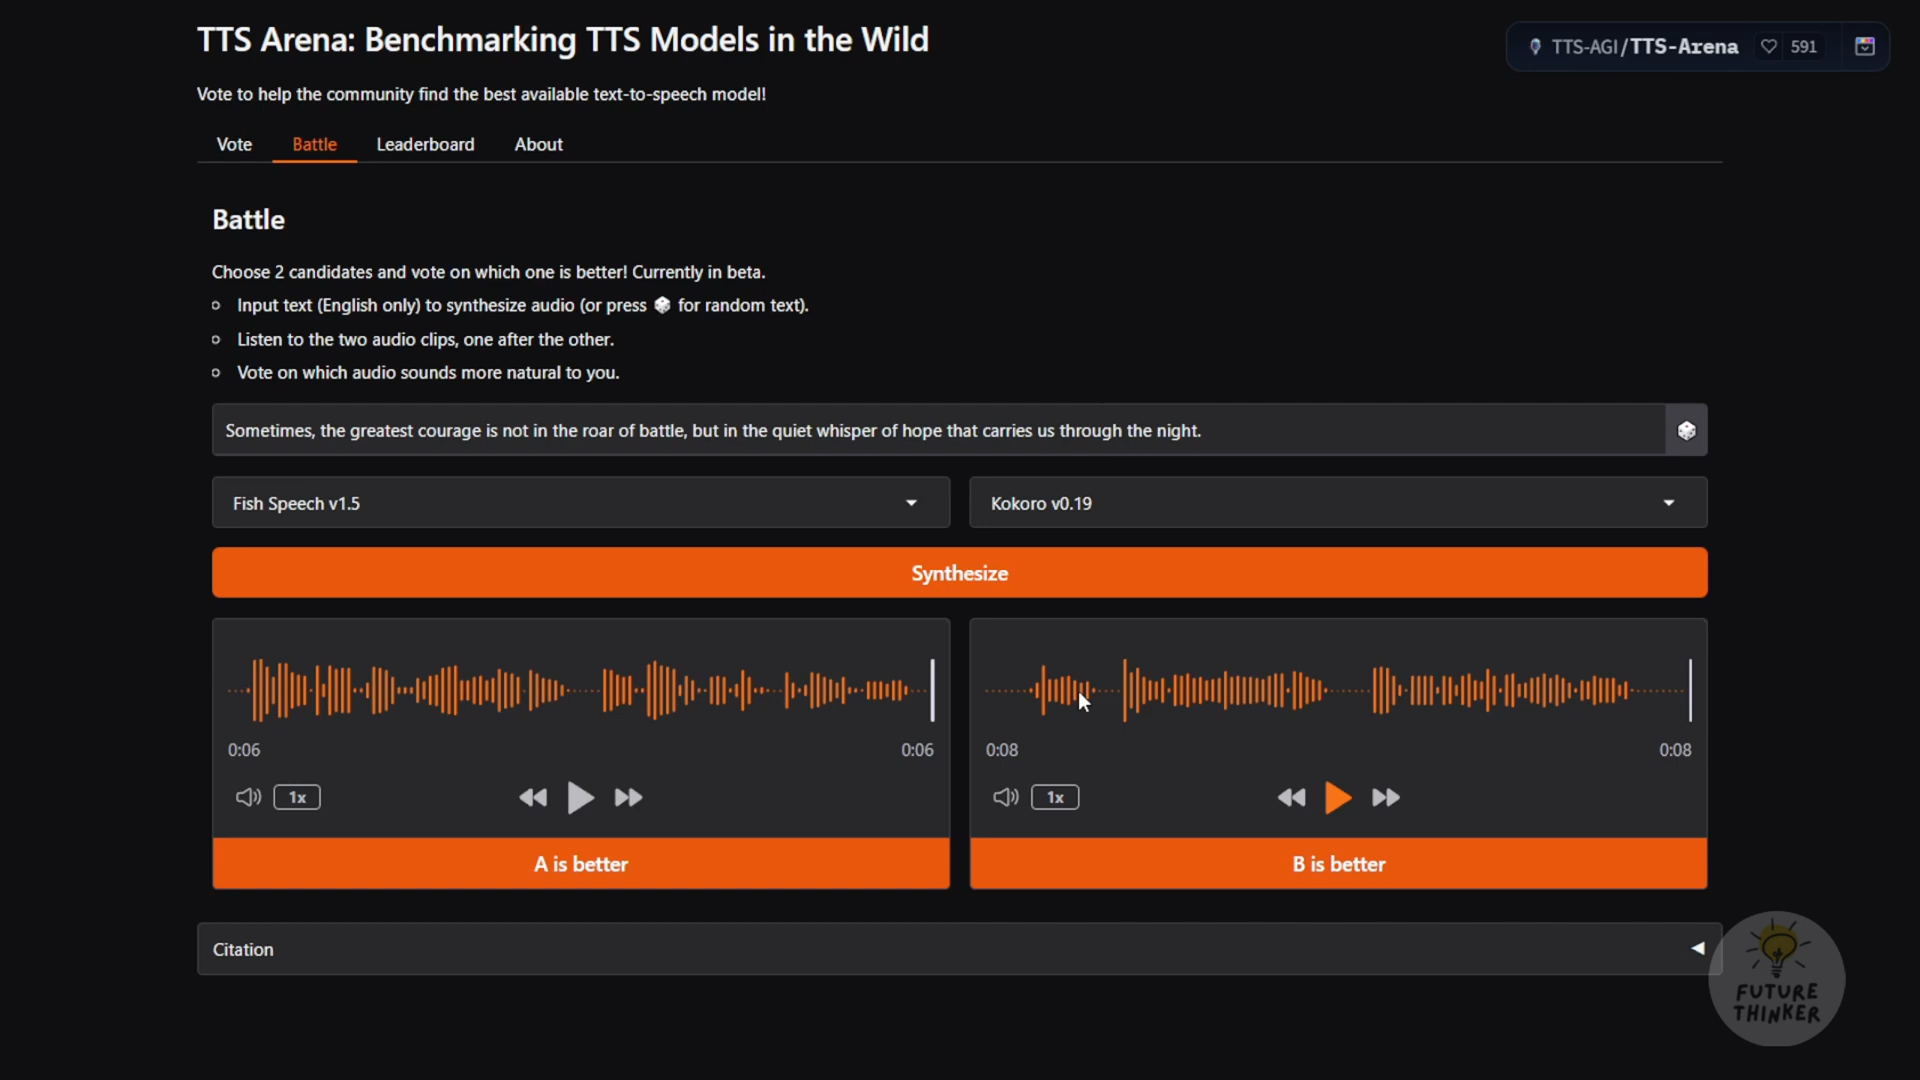 TTS Arena: Benchmarking TTS Models in the Wild
TTS-AGI/TTS-Arena 591
Vote to help the community find the best available text-to-speech model!
Vote Battle Leaderboard About
Battle
Choose 2 candidates and vote on which one is better! Currently in beta.
Input text (English only) to synthesize audio (or press 🎲 for random text).
Listen to the two audio clips, one after the other.
Vote on which audio sounds more natural to you.
Sometimes, the greatest courage is not in the roar of battle, but in the quiet whisper of hope that carries us through the night.
Fish Speech v1.5 Kokoro v0.19
Synthesize
0:06 0:06 0:08 0:08
1x 1x
A is better B is better
Citation
FUTURE
THINKER